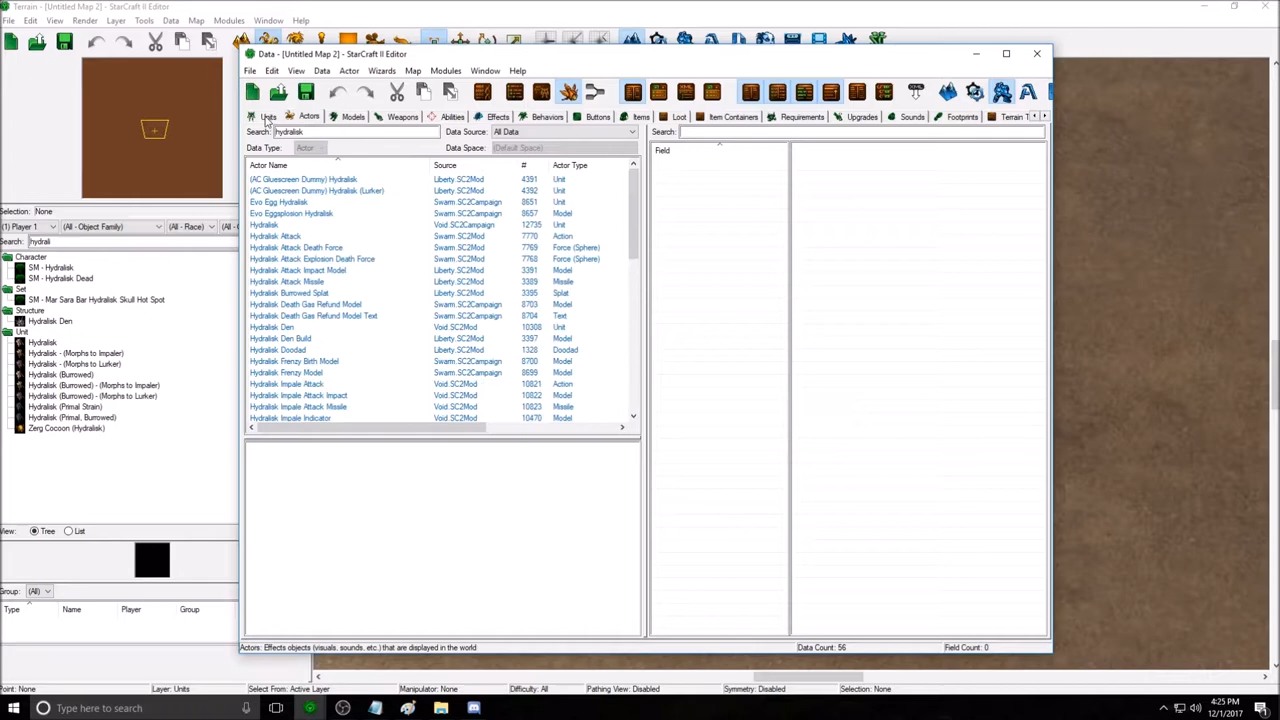 Terrain - [Untitled Map 2] - StarCraft II Editor
File Edit View Render Layer Tools Data Map Modules Window Help
Data - [Untitled Map 2] - StarCraft II Editor
File Edit View Data Actor Wizards Map Modules Window Help
Units Actors Models Weapons Abilities Effects Behaviors Buttons Items Loot Item Containers Requirements Upgrades Sounds Footprints Terrain T
Search: hydralisk Data Source: All Data Search:
Data Type: Actor Data Space: (Default Space)
Field
Actor Name Source # Actor Type
(AC Gluescreen Dummy) Hydralisk Liberty.SC2Mod 4391 Unit
(AC Gluescreen Dummy) Hydralisk (Lurker) Liberty.SC2Mod 4392 Unit
Evo Egg Hydralisk Swarm.SC2Campaign 8651 Unit
Evo Eggsplosion Hydralisk Swarm.SC2Campaign 8657 Model
Hydralisk Void.SC2Campaign 12735 Unit
Hydralisk Attack Swarm.SC2Mod 7770 Action
Hydralisk Attack Death Force Swarm.SC2Mod 7769 Force (Sphere)
Hydralisk Attack Explosion Death Force Swarm.SC2Mod 7768 Force (Sphere)
Hydralisk Attack Impact Model Liberty.SC2Mod 3391 Model
Hydralisk Attack Missile Liberty.SC2Mod 3389 Missile
Hydralisk Burrowed Splat Liberty.SC2Mod 3395 Splat
Hydralisk Death Gas Refund Model Swarm.SC2Campaign 8703 Model
Hydralisk Death Gas Refund Model Text Swarm.SC2Campaign 8704 Text
Hydralisk Den Void.SC2Mod 10308 Unit
Hydralisk Den Build Liberty.SC2Mod 3397 Model
Hydralisk Doodad Liberty.SC2Mod 1328 Doodad
Hydralisk Frenzy Birth Model Swarm.SC2Campaign 8700 Model
Hydralisk Frenzy Model Swarm.SC2Campaign 8699 Model
Hydralisk Impale Attack Void.SC2Mod 10821 Action
Hydralisk Impale Attack Impact Void.SC2Mod 10822 Model
Hydralisk Impale Attack Missile Void.SC2Mod 10823 Missile
Hydralisk Impale Indicator Void.SC2Mod 10470 Model
Actors: Effects objects (visuals, sounds, etc.) that are displayed in the world Data Count: 56 Field Count: 0
Selection: None
(1) Player 1 (All - Object Family) (All - Race) (All -
Search: hydrali
Character
SM - Hydralisk
SM - Hydralisk Dead
Set
SM - Mar Sara Bar Hydralisk Skull Hot Spot
Structure
Hydralisk Den
Unit
Hydralisk
Hydralisk - (Morphs to Impaler)
Hydralisk - (Morphs to Lurker)
Hydralisk (Burrowed)
Hydralisk (Burrowed) - (Morphs to Impaler)
Hydralisk (Burrowed) - (Morphs to Lurker)
Hydralisk (Primal Strain)
Hydralisk (Primal, Burrowed)
Zerg Cocoon (Hydralisk)
View: Tree List
Group: (All)
Type Name Player Group
Point: None Layer: Units Select From: Active Layer Manipulator: None Difficulty: All Pathing View: Disabled Symmetry: Disabled Selection: None
Type here to search 4:25 PM
12/1/2017